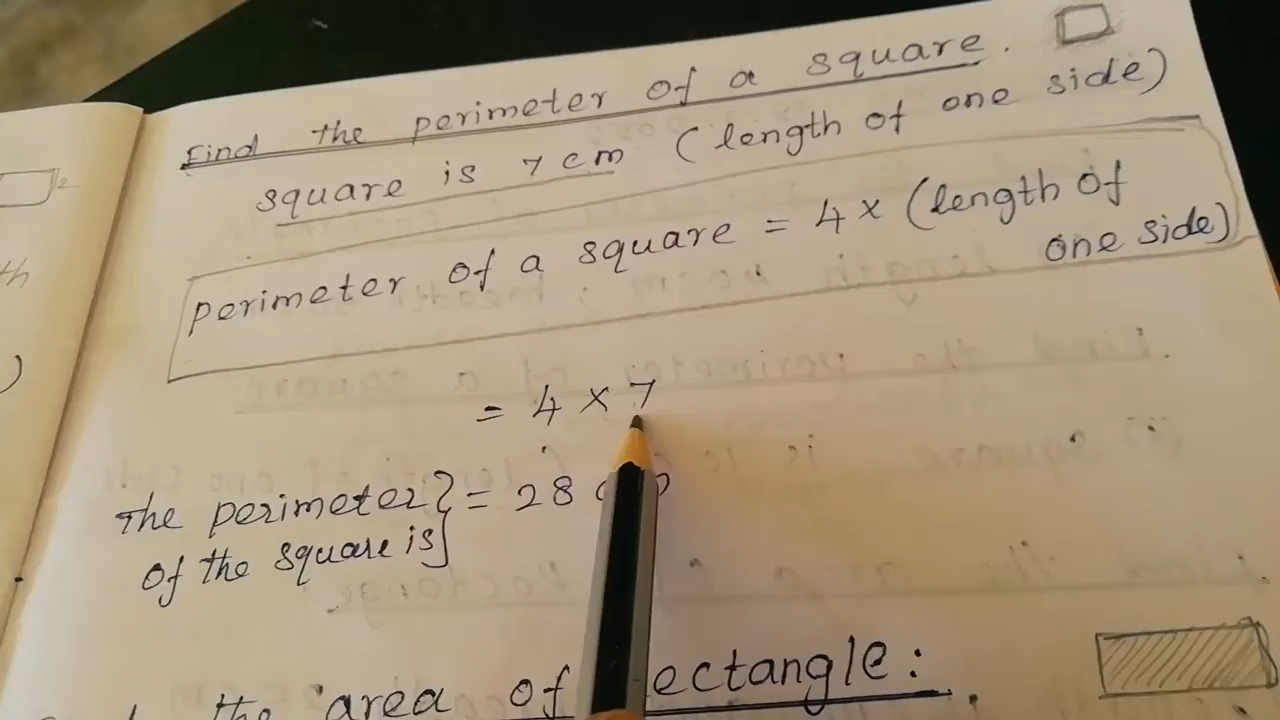 Find the perimeter of a square.
square is 7 cm (length of one side)
perimeter of a square = 4 x (length of
one side)
= 4 x 7
The perimeter } = 28
of the square is
the area of ectangle: